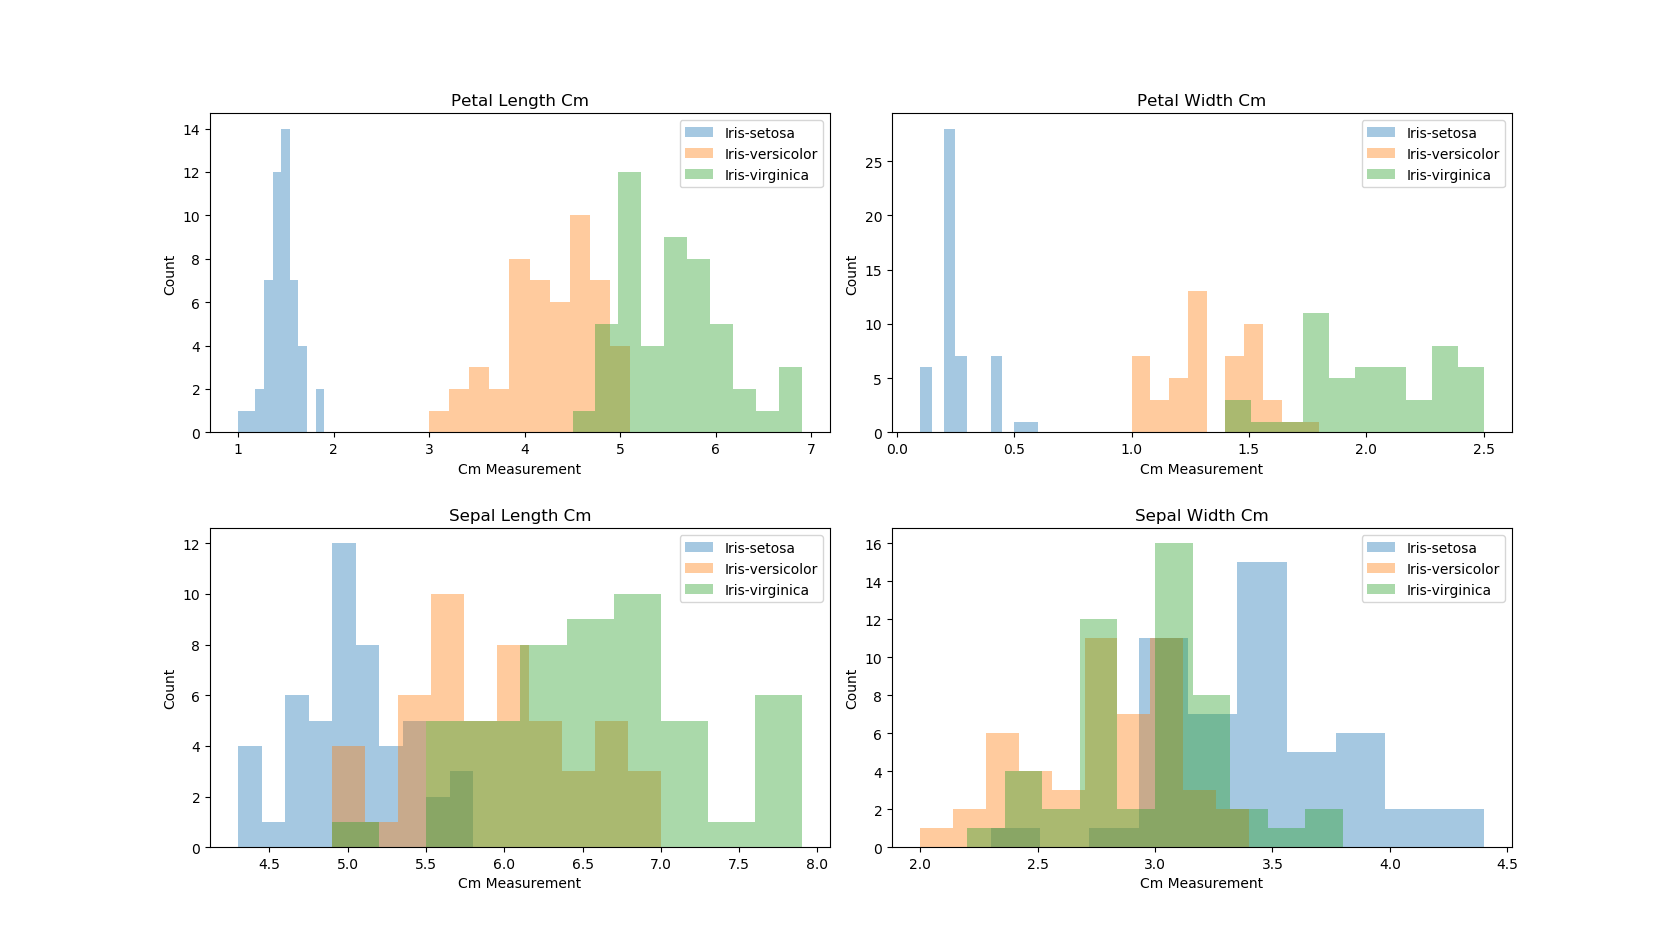 Petal Length Cm
14
12
10
8
6
4
2
0
Count
1 2 3 4 5 6 7
Cm Measurement
Iris-setosa
Iris-versicolor
Iris-virginica
Petal Width Cm
25
20
15
10
5
0
Count
0.0 0.5 1.0 1.5 2.0 2.5
Cm Measurement
Iris-setosa
Iris-versicolor
Iris-virginica
Sepal Length Cm
12
10
8
6
4
2
0
Count
4.5 5.0 5.5 6.0 6.5 7.0 7.5 8.0
Cm Measurement
Iris-setosa
Iris-versicolor
Iris-virginica
Sepal Width Cm
16
14
12
10
8
6
4
2
0
Count
2.0 2.5 3.0 3.5 4.0 4.5
Cm Measurement
Iris-setosa
Iris-versicolor
Iris-virginica